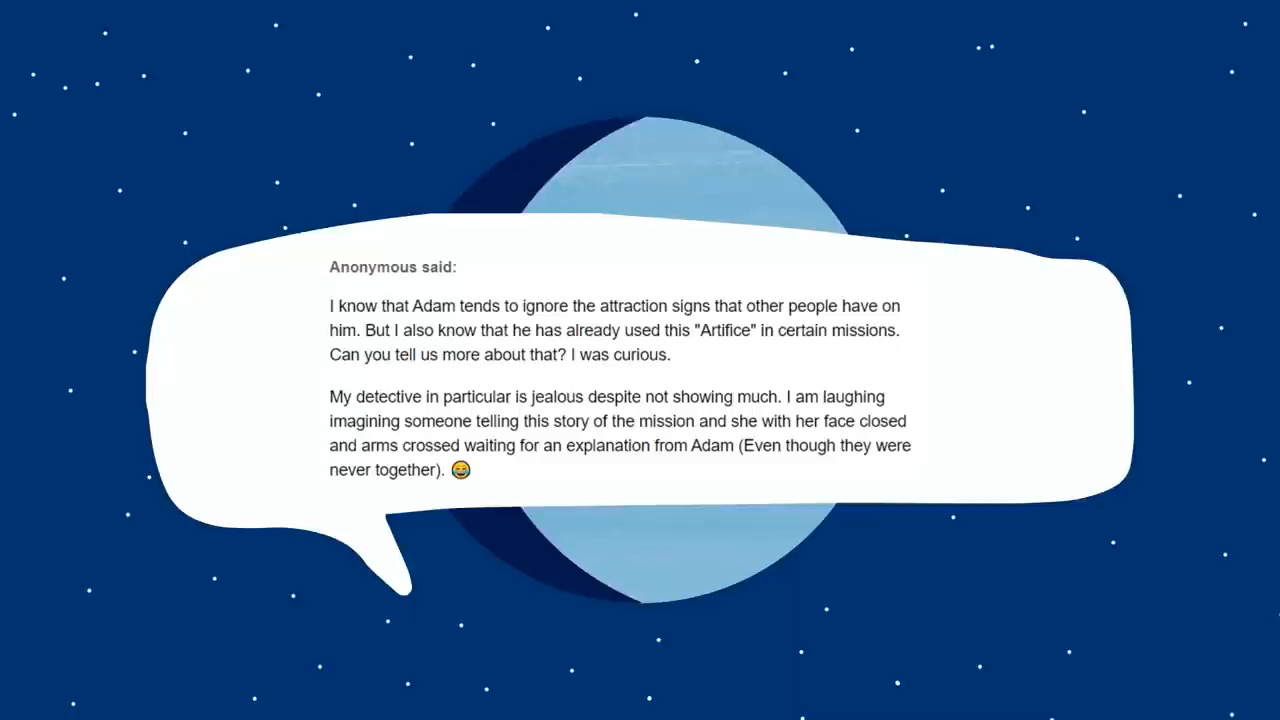 Anonymous said:
I know that Adam tends to ignore the attraction signs that other people have on
him. But I also know that he has already used this "Artifice" in certain missions.
Can you tell us more about that? I was curious.
My detective in particular is jealous despite not showing much. I am laughing
imagining someone telling this story of the mission and she with her face closed
and arms crossed waiting for an explanation from Adam (Even though they were
never together). 😂